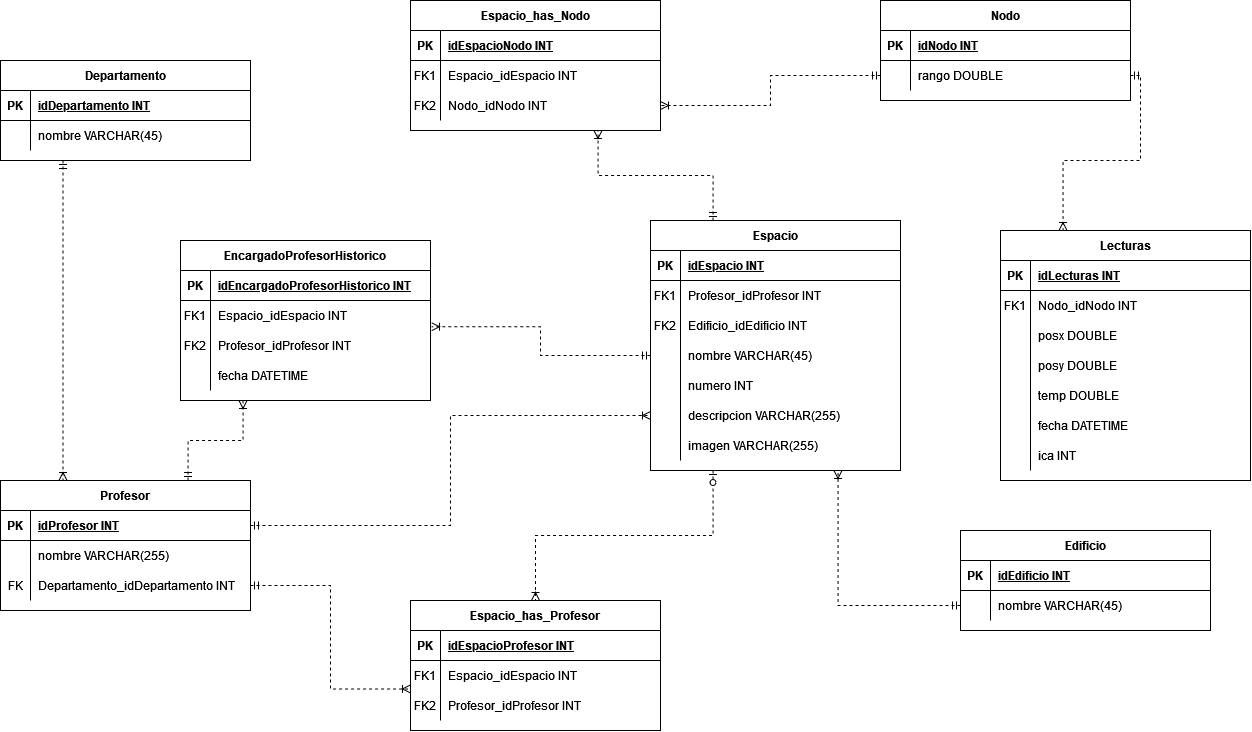 Espacio_has_Nodo
PK idEspacioNodo INT
FK1 Espacio_idEspacio INT
FK2 Nodo_idNodo INT
Nodo
PK idNodo INT
rango DOUBLE
Departamento
PK idDepartamento INT
nombre VARCHAR(45)
EncargadoProfesorHistorico
PK idEncargadoProfesorHistorico INT
FK1 Espacio_idEspacio INT
FK2 Profesor_idProfesor INT
fecha DATETIME
Espacio
PK idEspacio INT
FK1 Profesor_idProfesor INT
FK2 Edificio_idEdificio INT
nombre VARCHAR(45)
numero INT
descripcion VARCHAR(255)
imagen VARCHAR(255)
Lecturas
PK idLecturas INT
FK1 Nodo_idNodo INT
posx DOUBLE
posy DOUBLE
temp DOUBLE
fecha DATETIME
ica INT
Profesor
PK idProfesor INT
nombre VARCHAR(255)
FK Departamento_idDepartamento INT
Edificio
PK idEdificio INT
nombre VARCHAR(45)
Espacio_has_Profesor
PK idEspacioProfesor INT
FK1 Espacio_idEspacio INT
FK2 Profesor_idProfesor INT